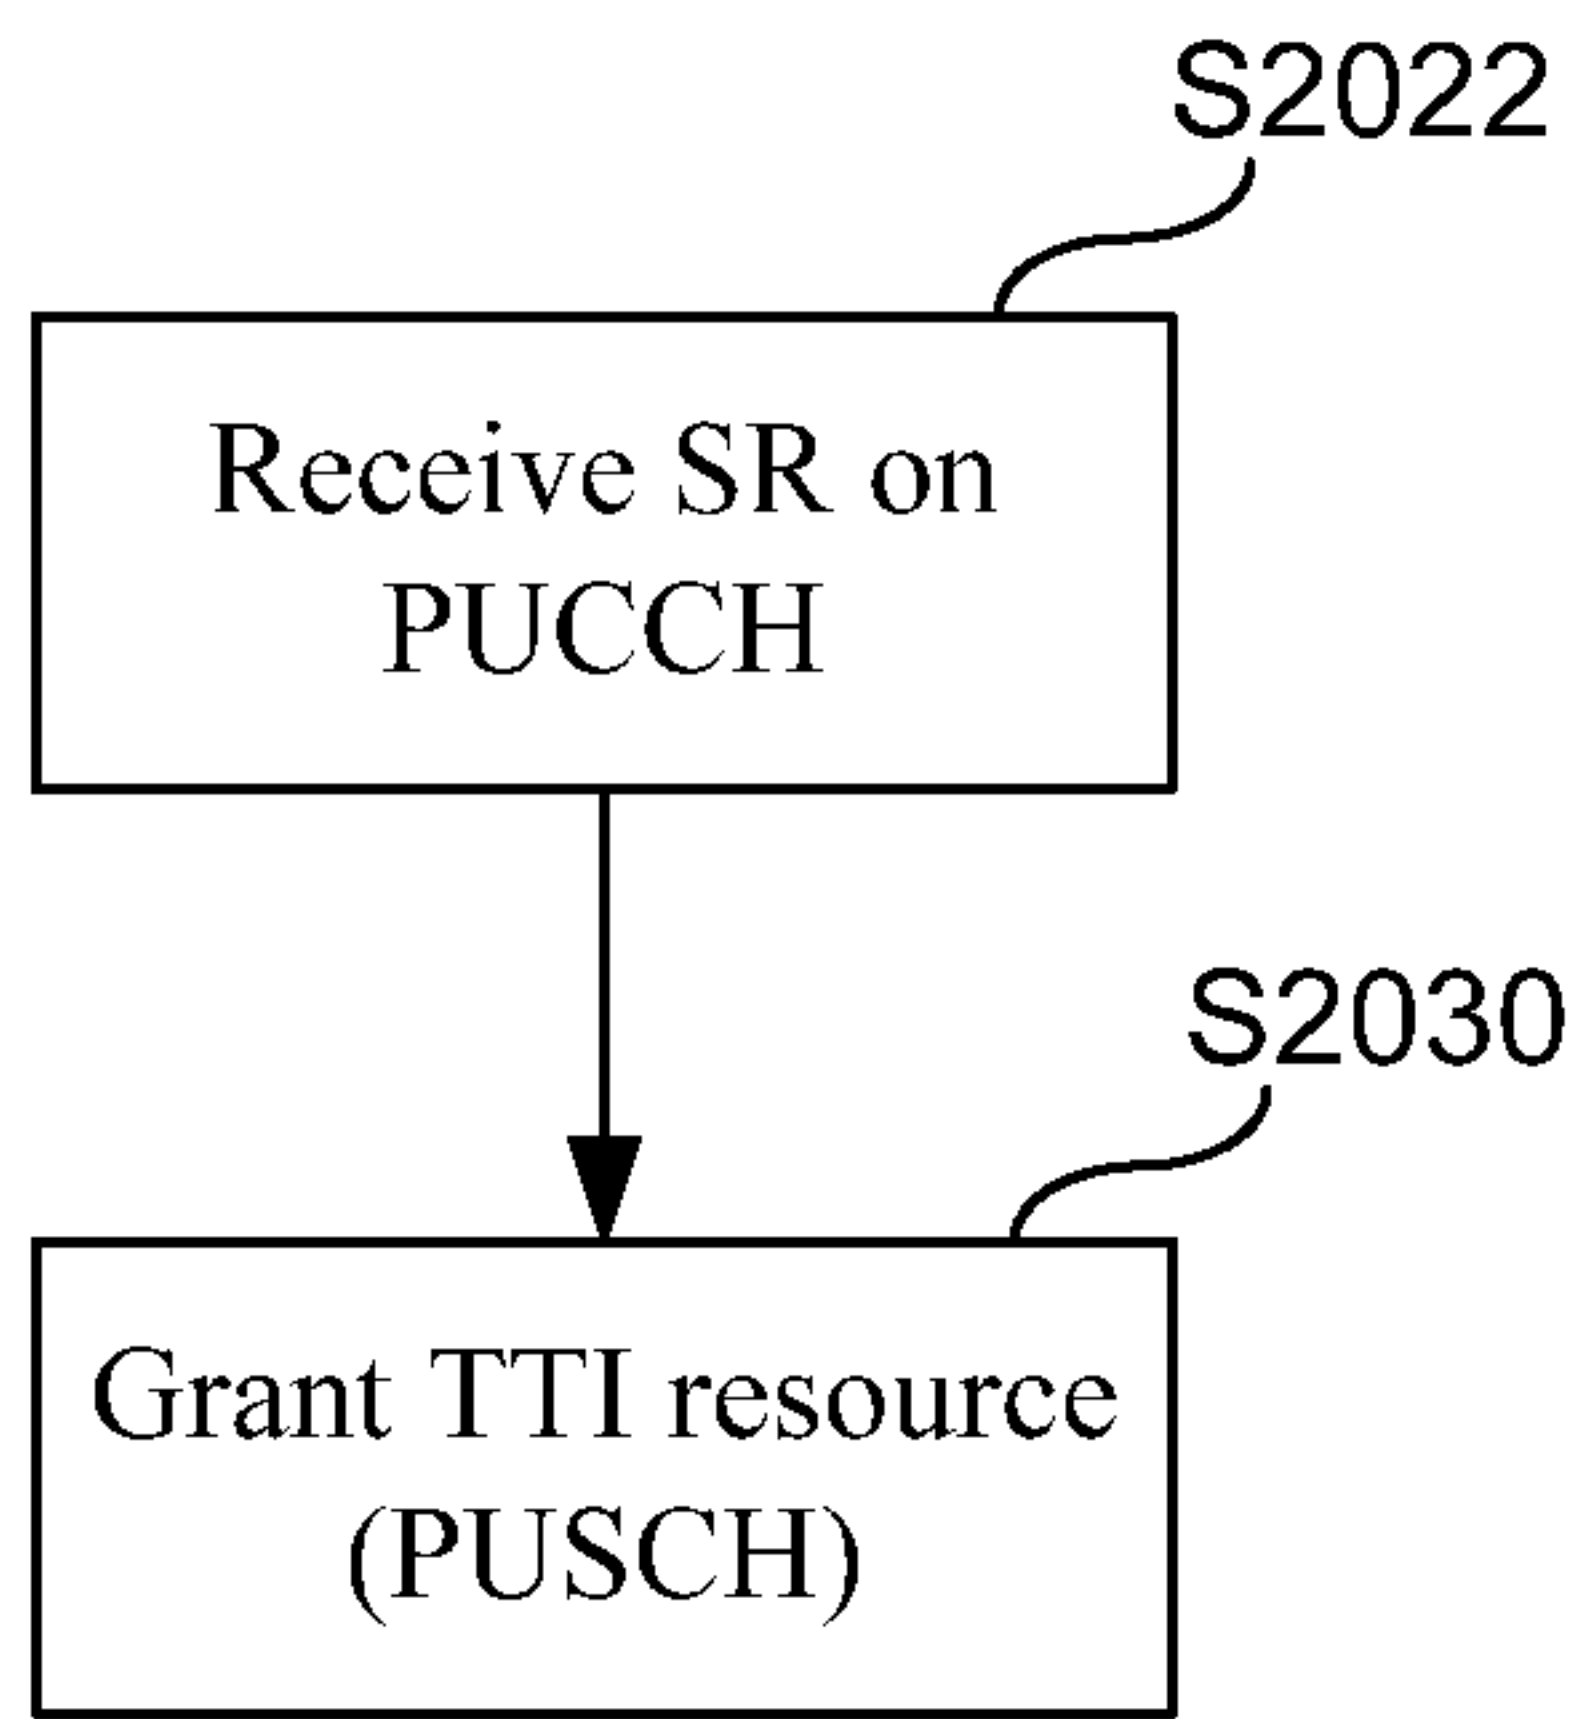 S2022
Receive SR on
PUCCH
S2030
Grant TTI resource
(PUSCH)